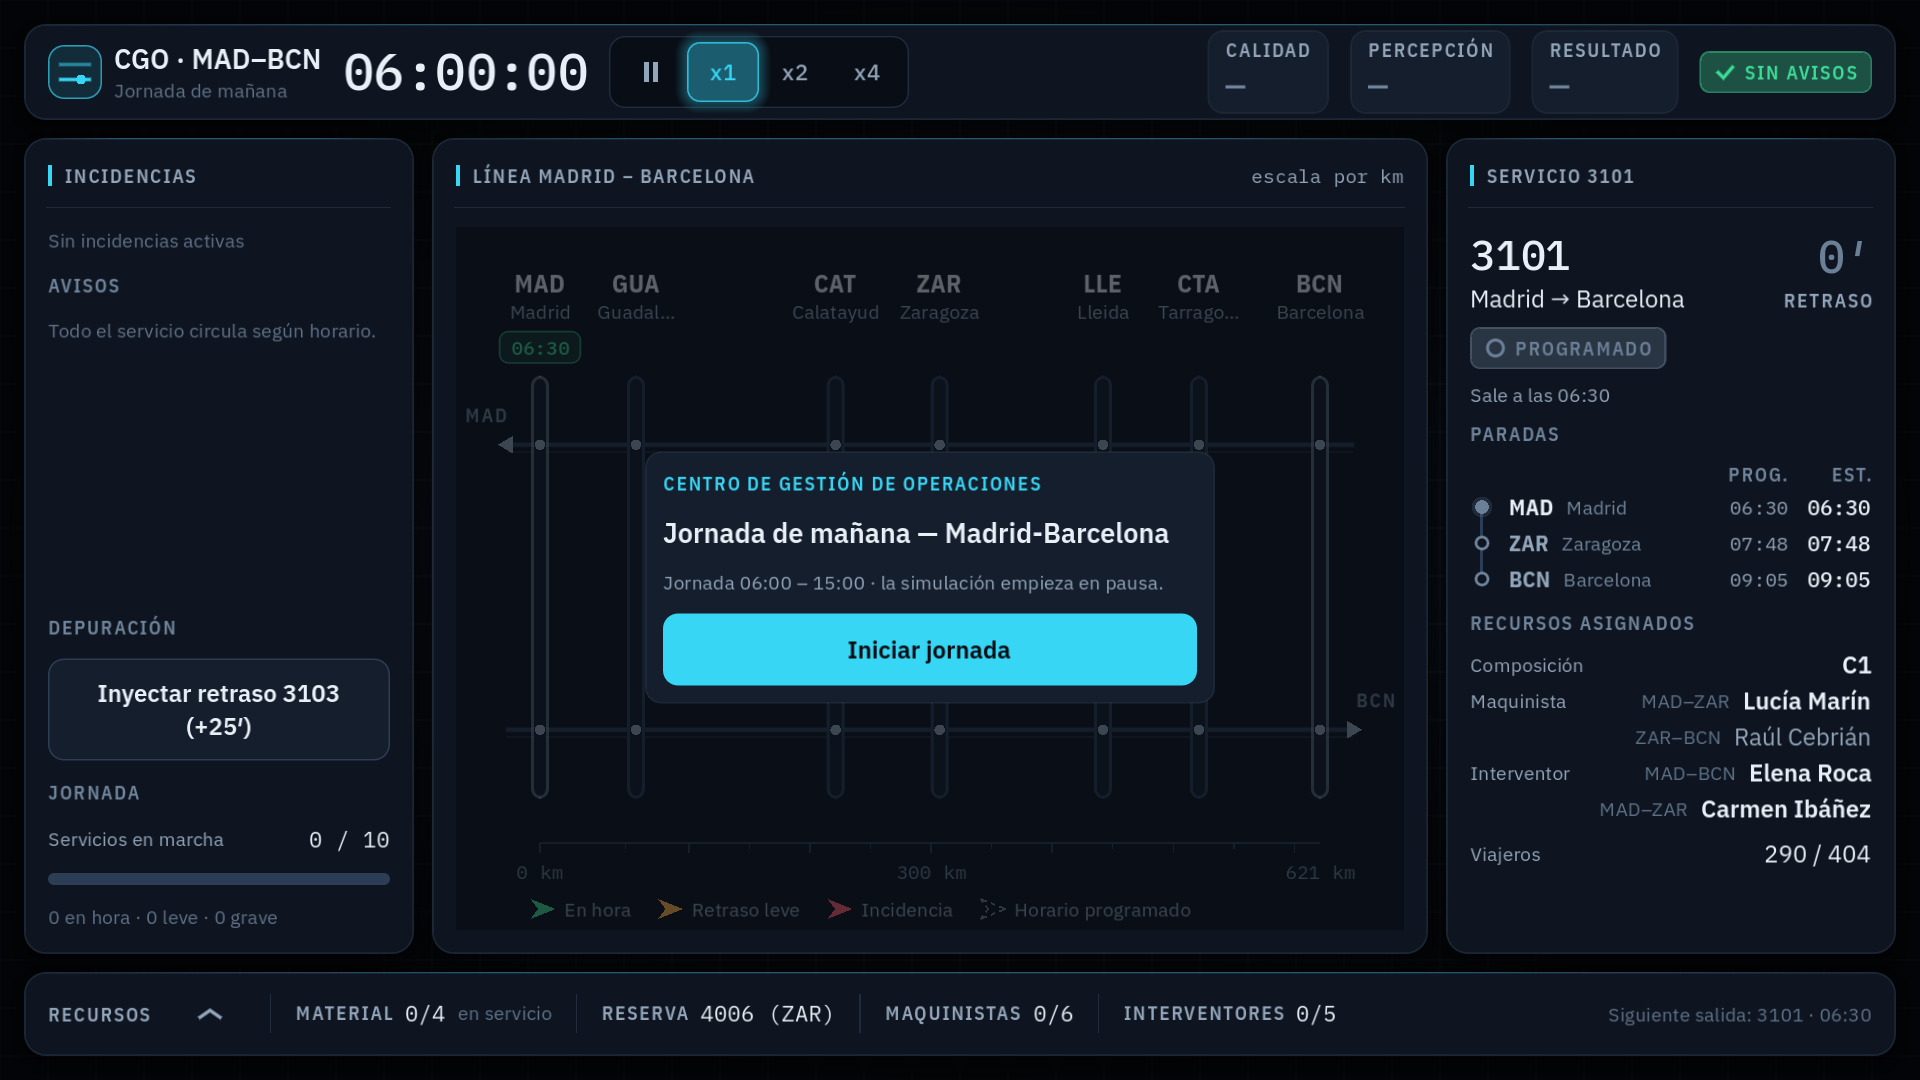 CGO · MAD–BCN
Jornada de mañana
06:00:00
x1
x2
x4
CALIDAD
—
PERCEPCIÓN
—
RESULTADO
—
SIN AVISOS
INCIDENCIAS
Sin incidencias activas
AVISOS
Todo el servicio circula según horario.
DEPURACIÓN
Inyectar retraso 3103
(+25′)
JORNADA
Servicios en marcha 0 / 10
0 en hora · 0 leve · 0 grave
LÍNEA MADRID – BARCELONA
escala por km
MAD GUA CAT ZAR LLE CTA BCN
Madrid Guadal... Calatayud Zaragoza Lleida Tarrago... Barcelona
06:30
MAD
CENTRO DE GESTIÓN DE OPERACIONES
Jornada de mañana — Madrid-Barcelona
Jornada 06:00 – 15:00 · la simulación empieza en pausa.
Iniciar jornada
BCN
0 km 300 km 621 km
En hora Retraso leve Incidencia Horario programado
SERVICIO 3101
3101 0′
Madrid → Barcelona RETRASO
PROGRAMADO
Sale a las 06:30
PARADAS
PROG. EST.
MAD Madrid 06:30 06:30
ZAR Zaragoza 07:48 07:48
BCN Barcelona 09:05 09:05
RECURSOS ASIGNADOS
Composición C1
Maquinista MAD–ZAR Lucía Marín
ZAR–BCN Raúl Cebrián
Interventor MAD–BCN Elena Roca
MAD–ZAR Carmen Ibáñez
Viajeros 290 / 404
RECURSOS
MATERIAL 0/4 en servicio
RESERVA 4006 (ZAR)
MAQUINISTAS 0/6
INTERVENTORES 0/5
Siguiente salida: 3101 · 06:30